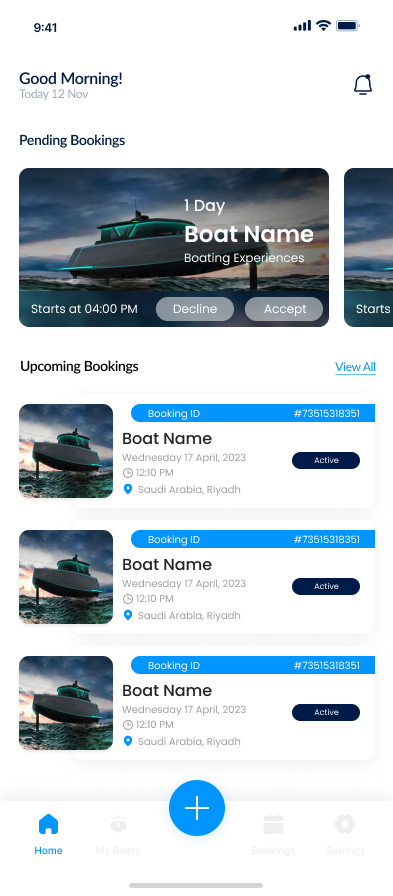 9:41
Good Morning!
Today 12 Nov
Pending Bookings
1 Day
Boat Name
Boating Experiences
Starts at 04:00 PM
Decline
Accept
Starts
Upcoming Bookings
View All
Booking ID #73515318351
Boat Name
Wednesday 17 April, 2023
Active
12:10 PM
Saudi Arabia, Riyadh
Booking ID #73515318351
Boat Name
Wednesday 17 April, 2023
Active
12:10 PM
Saudi Arabia, Riyadh
Booking ID #73515318351
Boat Name
Wednesday 17 April, 2023
Active
12:10 PM
Saudi Arabia, Riyadh
Home
My Boats
Bookings
Settings